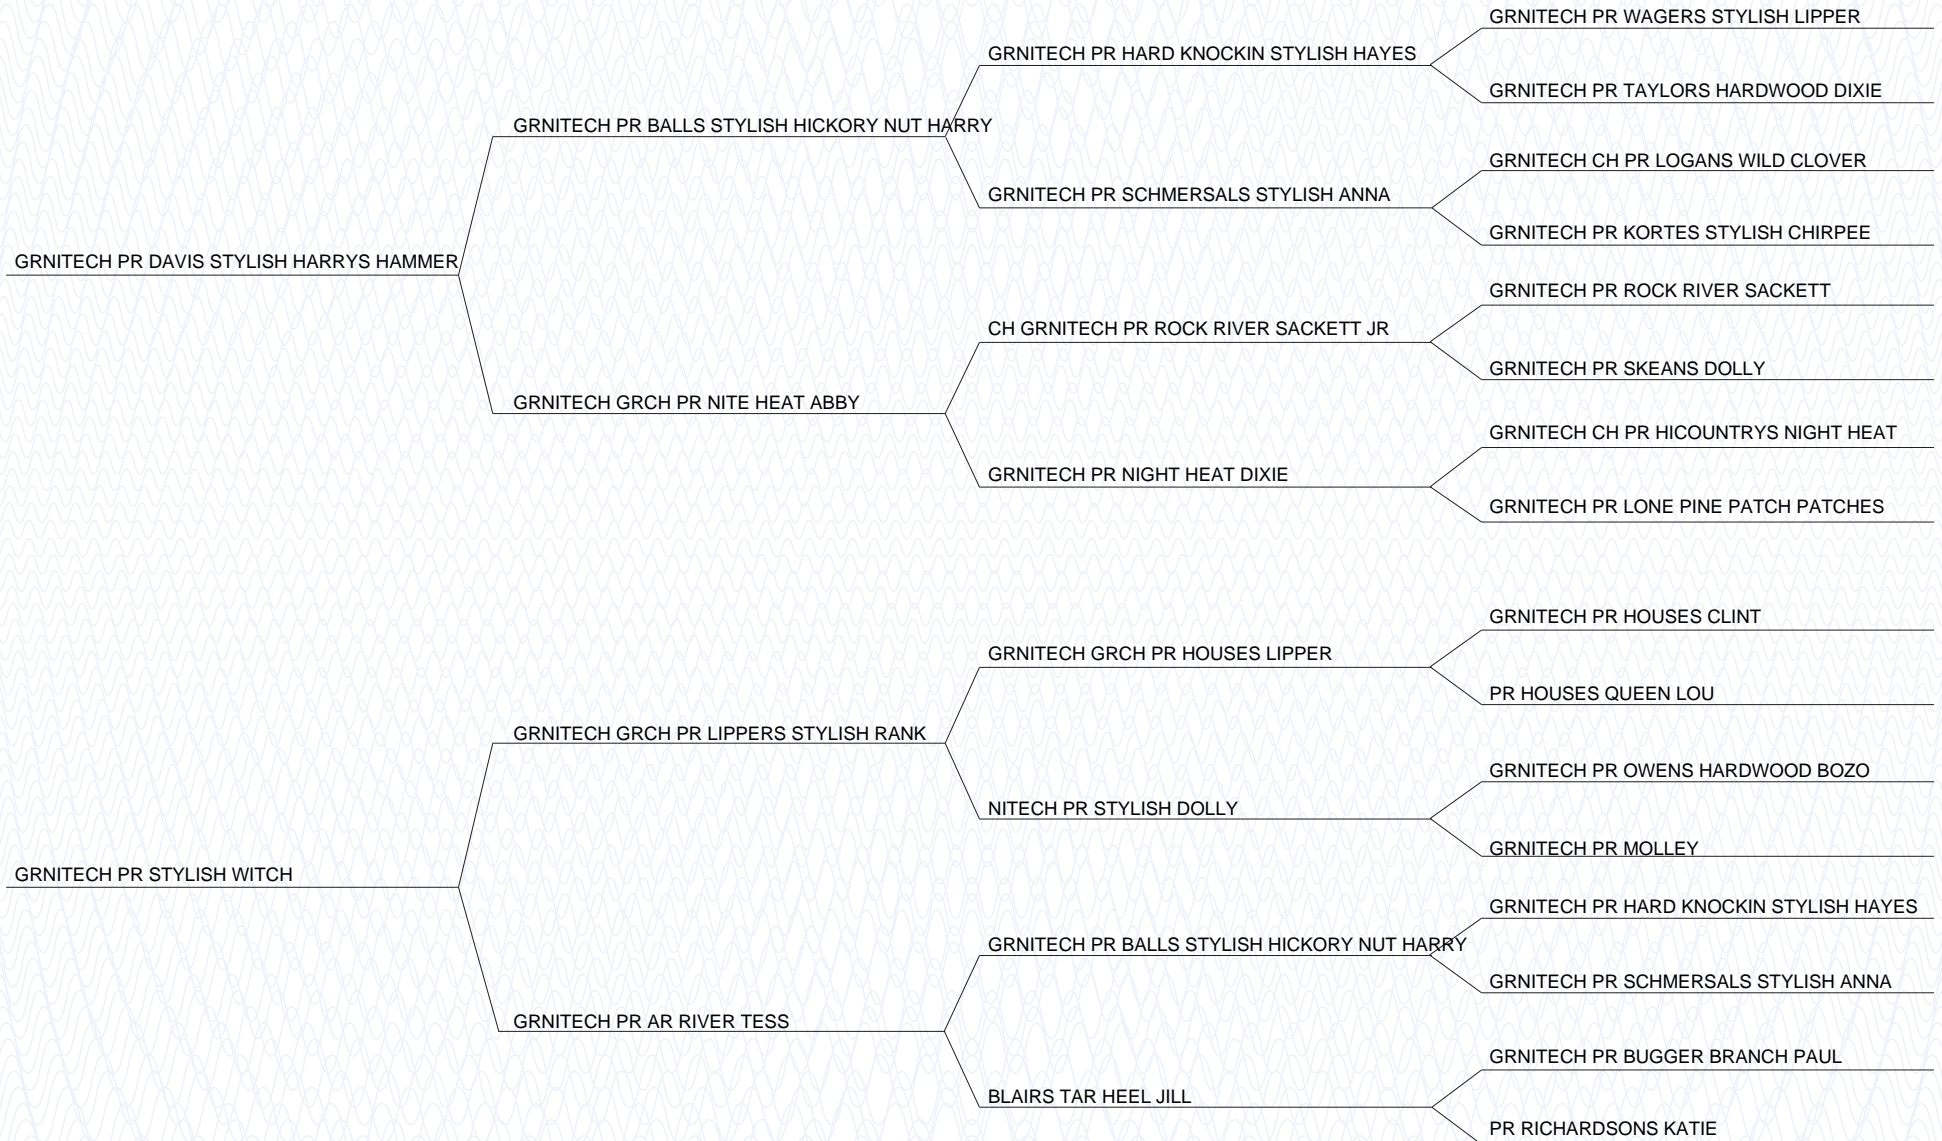 GRNITECH PR WAGERS STYLISH LIPPER
GRNITECH PR HARD KNOCKIN STYLISH HAYES
GRNITECH PR TAYLORS HARDWOOD DIXIE
GRNITECH PR BALLS STYLISH HICKORY NUT HARRY
GRNITECH CH PR LOGANS WILD CLOVER
GRNITECH PR SCHMERSALS STYLISH ANNA
GRNITECH PR KORTES STYLISH CHIRPEE
GRNITECH PR DAVIS STYLISH HARRYS HAMMER
GRNITECH PR ROCK RIVER SACKETT
CH GRNITECH PR ROCK RIVER SACKETT JR
GRNITECH PR SKEANS DOLLY
GRNITECH GRCH PR NITE HEAT ABBY
GRNITECH CH PR HICOUNTRYS NIGHT HEAT
GRNITECH PR NIGHT HEAT DIXIE
GRNITECH PR LONE PINE PATCH PATCHES
GRNITECH PR HOUSES CLINT
GRNITECH GRCH PR HOUSES LIPPER
PR HOUSES QUEEN LOU
GRNITECH GRCH PR LIPPERS STYLISH RANK
GRNITECH PR OWENS HARDWOOD BOZO
NITECH PR STYLISH DOLLY
GRNITECH PR MOLLEY
GRNITECH PR STYLISH WITCH
GRNITECH PR HARD KNOCKIN STYLISH HAYES
GRNITECH PR BALLS STYLISH HICKORY NUT HARRY
GRNITECH PR SCHMERSALS STYLISH ANNA
GRNITECH PR AR RIVER TESS
GRNITECH PR BUGGER BRANCH PAUL
BLAIRS TAR HEEL JILL
PR RICHARDSONS KATIE